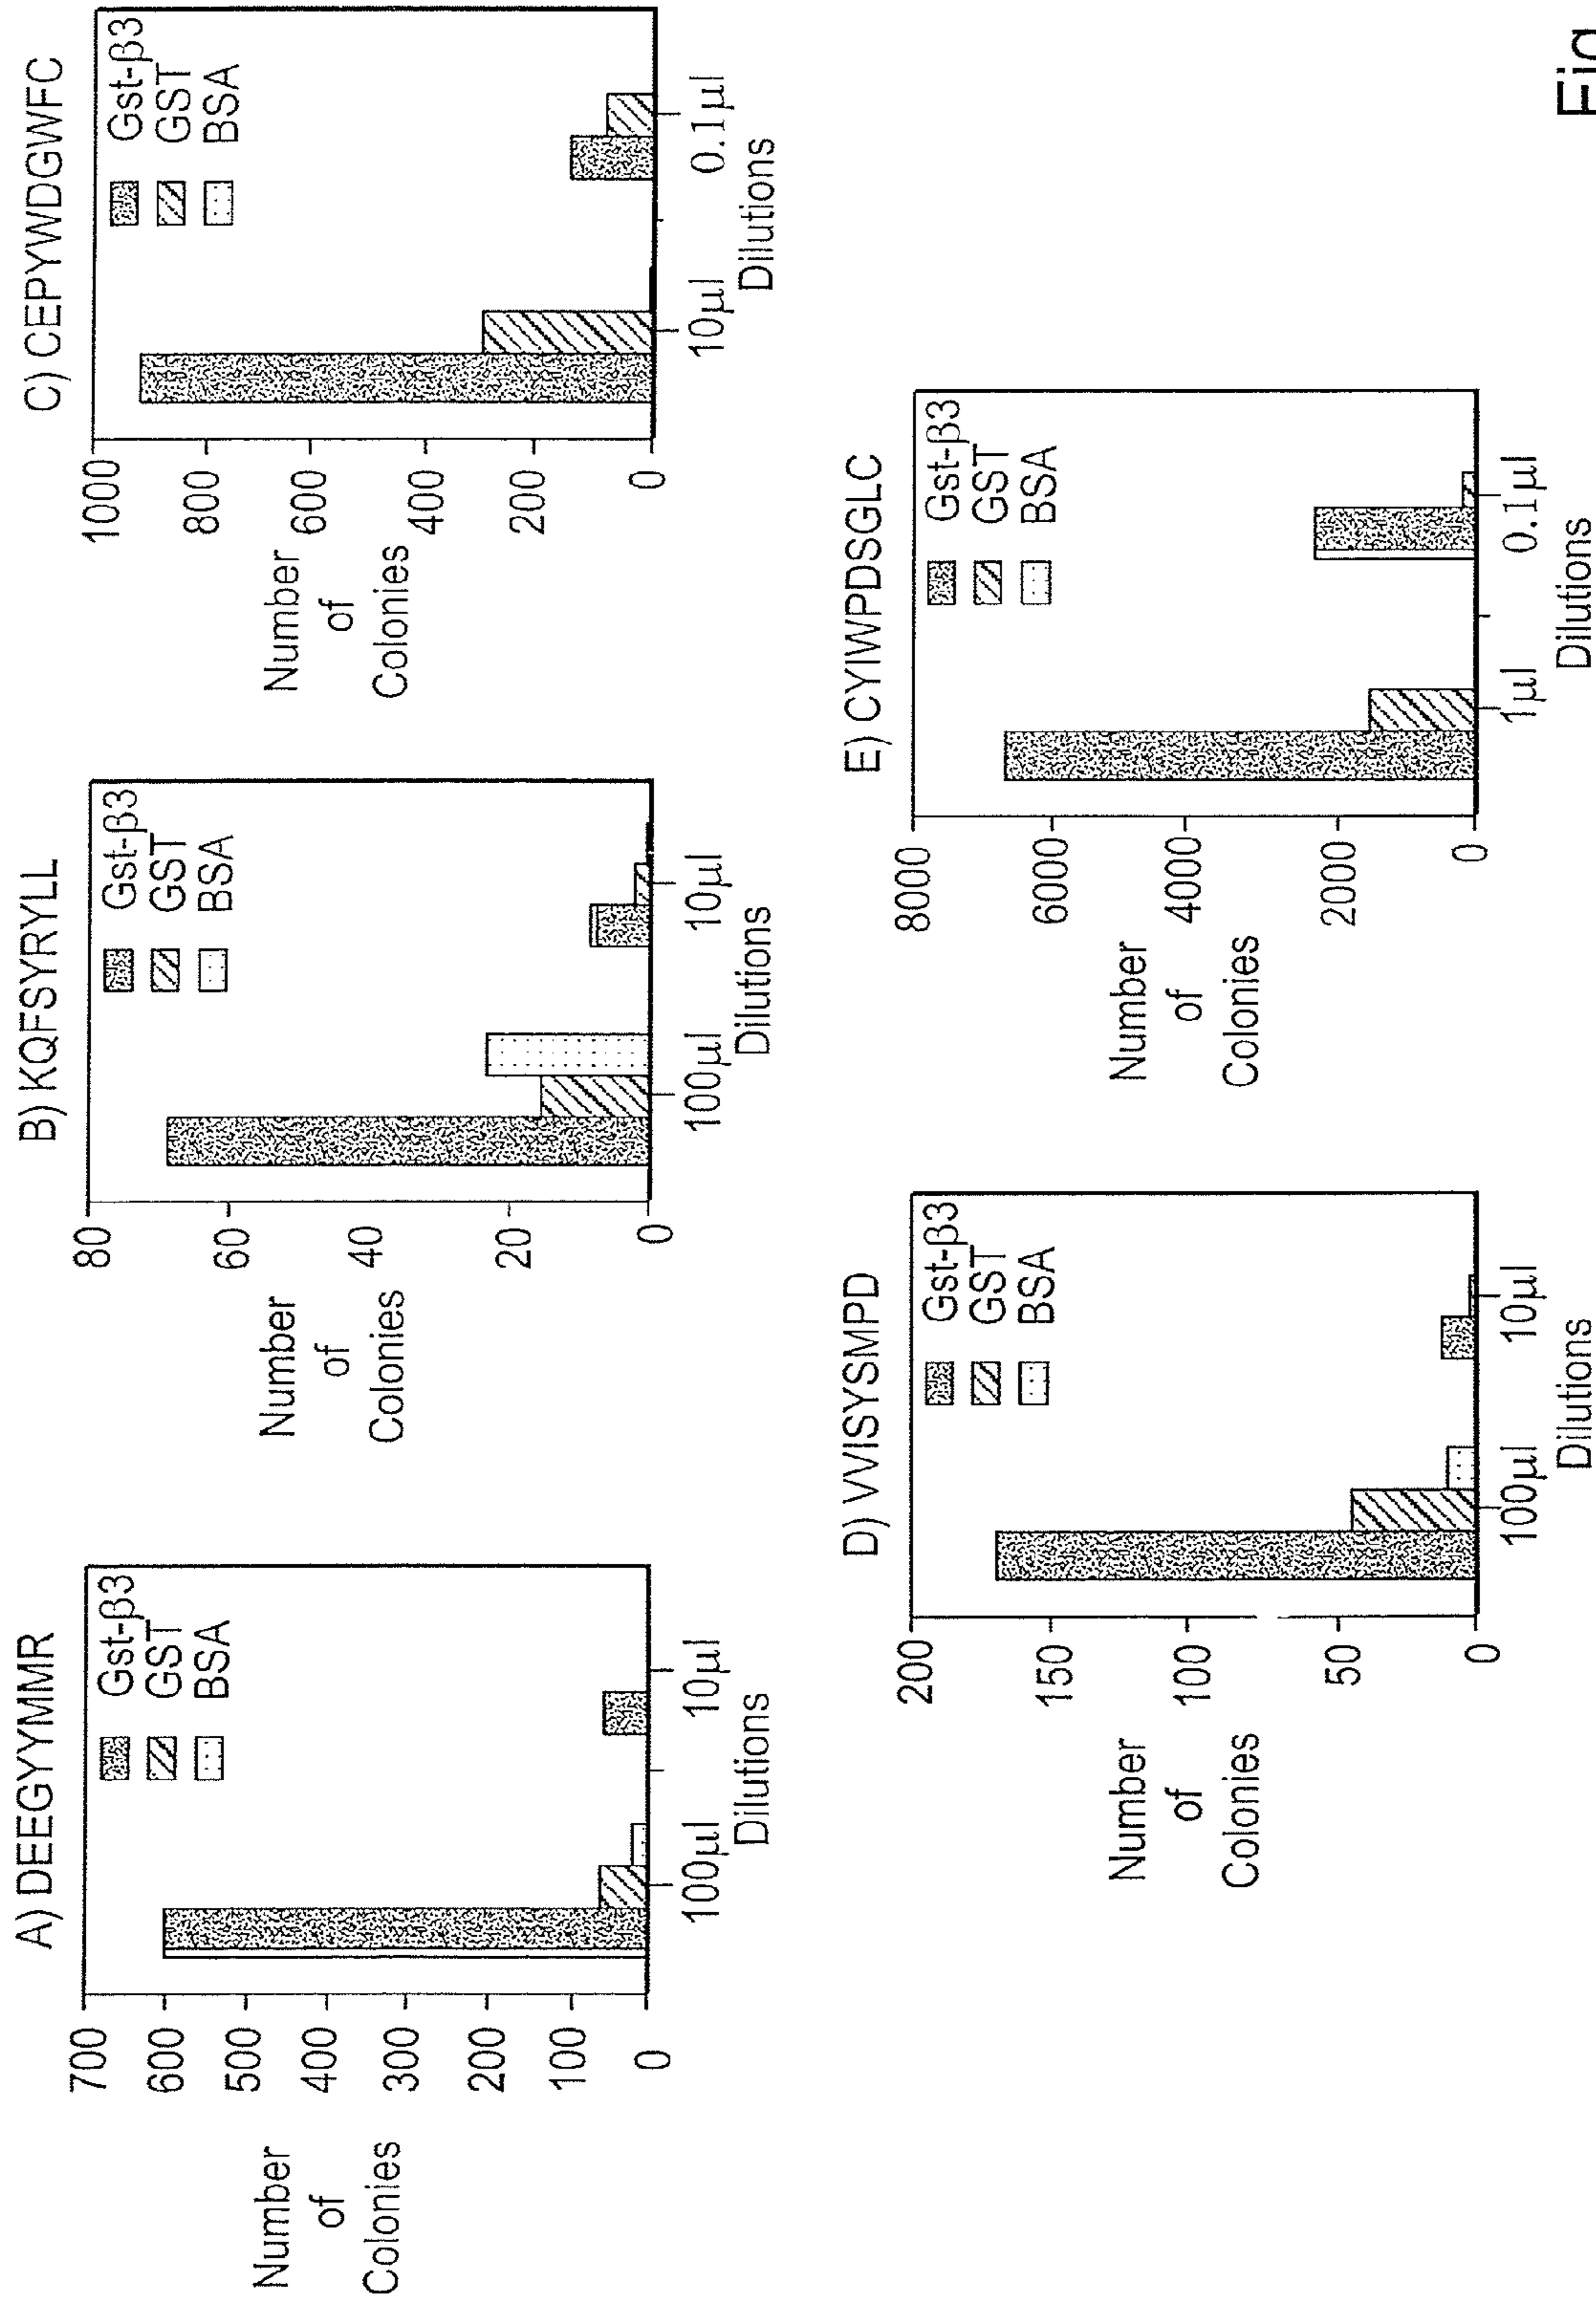 A) DEEGYYMMR
Number
of
Colonies
700
600
500
400
300
200
100
0
Gst-β3
GST
BSA
100μl
10μl
Dilutions
B) KQFSYRYLL
Number
of
Colonies
80
60
40
20
0
Gst-β3
GST
BSA
100μl
10μl
Dilutions
C) CEPYWDGWFC
Number
of
Colonies
1000
800
600
400
200
0
Gst-β3
GST
BSA
10μl
0.1μl
Dilutions
D) VVISYSMPD
Number
of
Colonies
200
150
100
50
0
Gst-β3
GST
BSA
100μl
10μl
Dilutions
E) CYIWPDSGLC
Number
of
Colonies
8000
6000
4000
2000
0
Gst-β3
GST
BSA
1μl
0.1μl
Dilutions
Fig